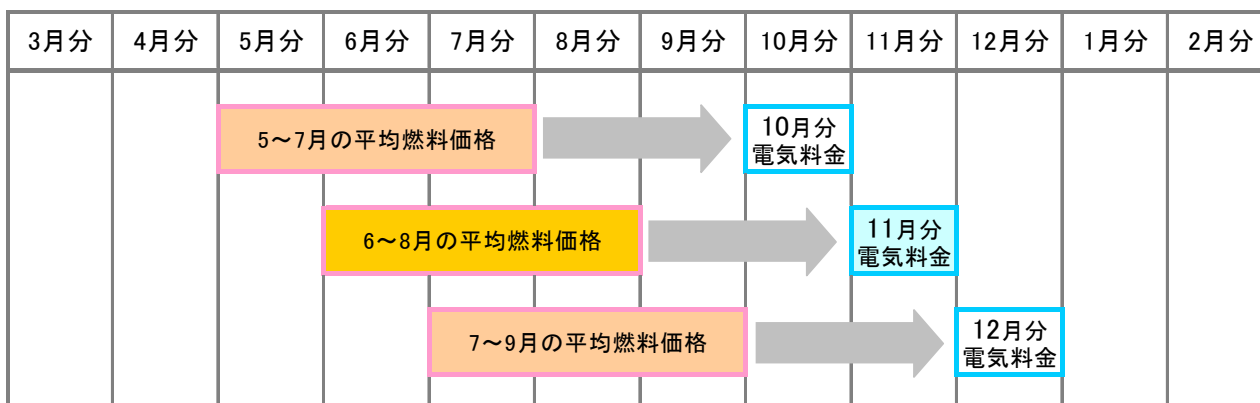 3月分 4月分 5月分 6月分 7月分 8月分 9月分 10月分 11月分 12月分 1月分 2月分
5～7月の平均燃料価格
10月分
電気料金
6～8月の平均燃料価格
11月分
電気料金
7～9月の平均燃料価格
12月分
電気料金